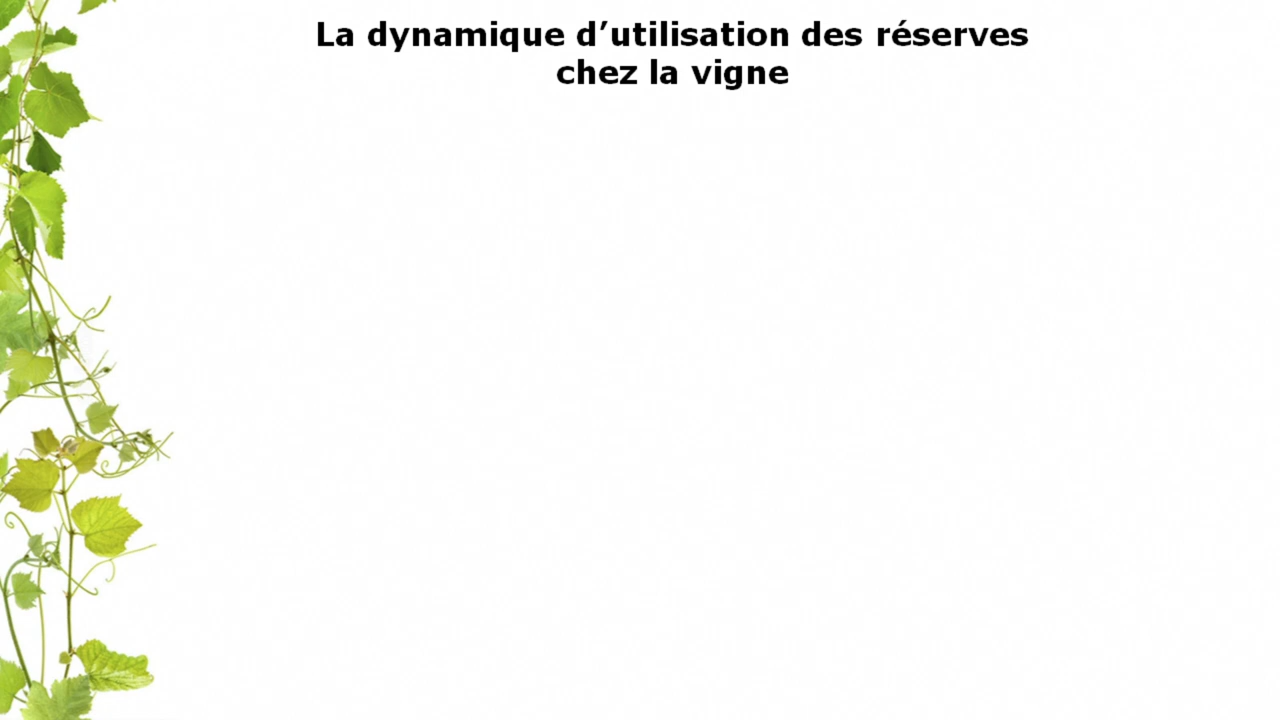 La dynamique d’utilisation des réserves
chez la vigne